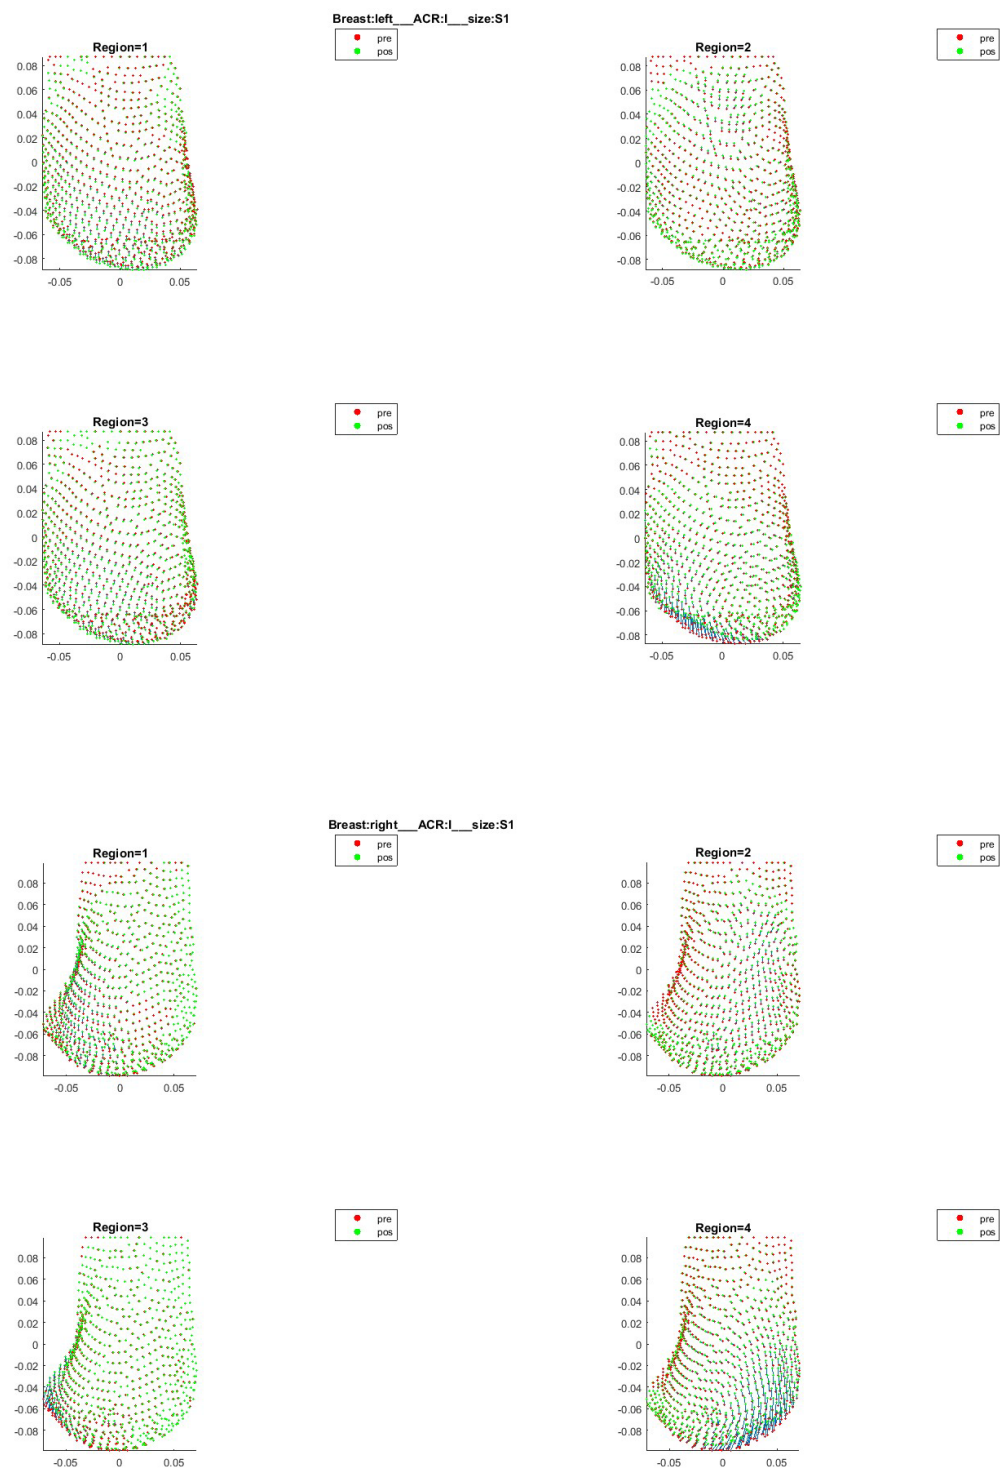 Breast:left___ACR:I___size:S1
Region=1
pre
pos
0.08
0.06
0.04
0.02
0
-0.02
-0.04
-0.06
-0.08
-0.05 0 0.05
Region=2
pre
pos
0.08
0.06
0.04
0.02
0
-0.02
-0.04
-0.06
-0.08
-0.05 0 0.05
Region=3
pre
pos
0.08
0.06
0.04
0.02
0
-0.02
-0.04
-0.06
-0.08
-0.05 0 0.05
Region=4
pre
pos
0.08
0.06
0.04
0.02
0
-0.02
-0.04
-0.06
-0.08
-0.05 0 0.05
Breast:right___ACR:I___size:S1
Region=1
pre
pos
0.08
0.06
0.04
0.02
0
-0.02
-0.04
-0.06
-0.08
-0.05 0 0.05
Region=2
pre
pos
0.08
0.06
0.04
0.02
0
-0.02
-0.04
-0.06
-0.08
-0.05 0 0.05
Region=3
pre
pos
0.08
0.06
0.04
0.02
0
-0.02
-0.04
-0.06
-0.08
-0.05 0 0.05
Region=4
pre
pos
0.08
0.06
0.04
0.02
0
-0.02
-0.04
-0.06
-0.08
-0.05 0 0.05